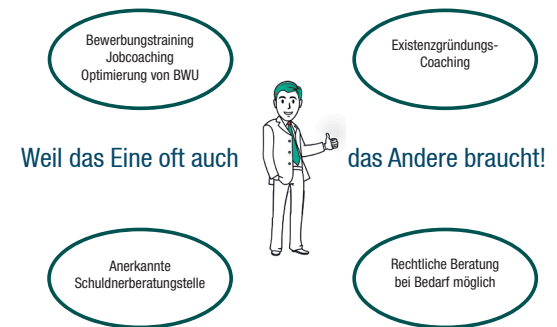 Bewerbungstraining
Jobcoaching
Optimierung von BWU
Existenzgründungs-
Coaching
Weil das Eine oft auch das Andere braucht!
Anerkannte
Schuldnerberatungstelle
Rechtliche Beratung
bei Bedarf möglich